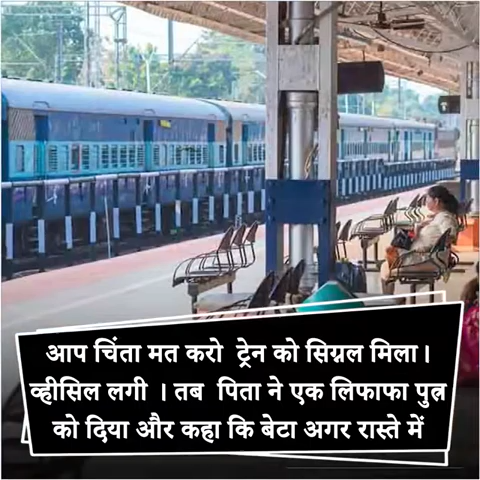 आप चिंता मत करो ट्रेन को सिग्नल मिला।
व्हीसिल लगी । तब पिता ने एक लिफाफा पुत्र
को दिया और कहा कि बेटा अगर रास्ते में